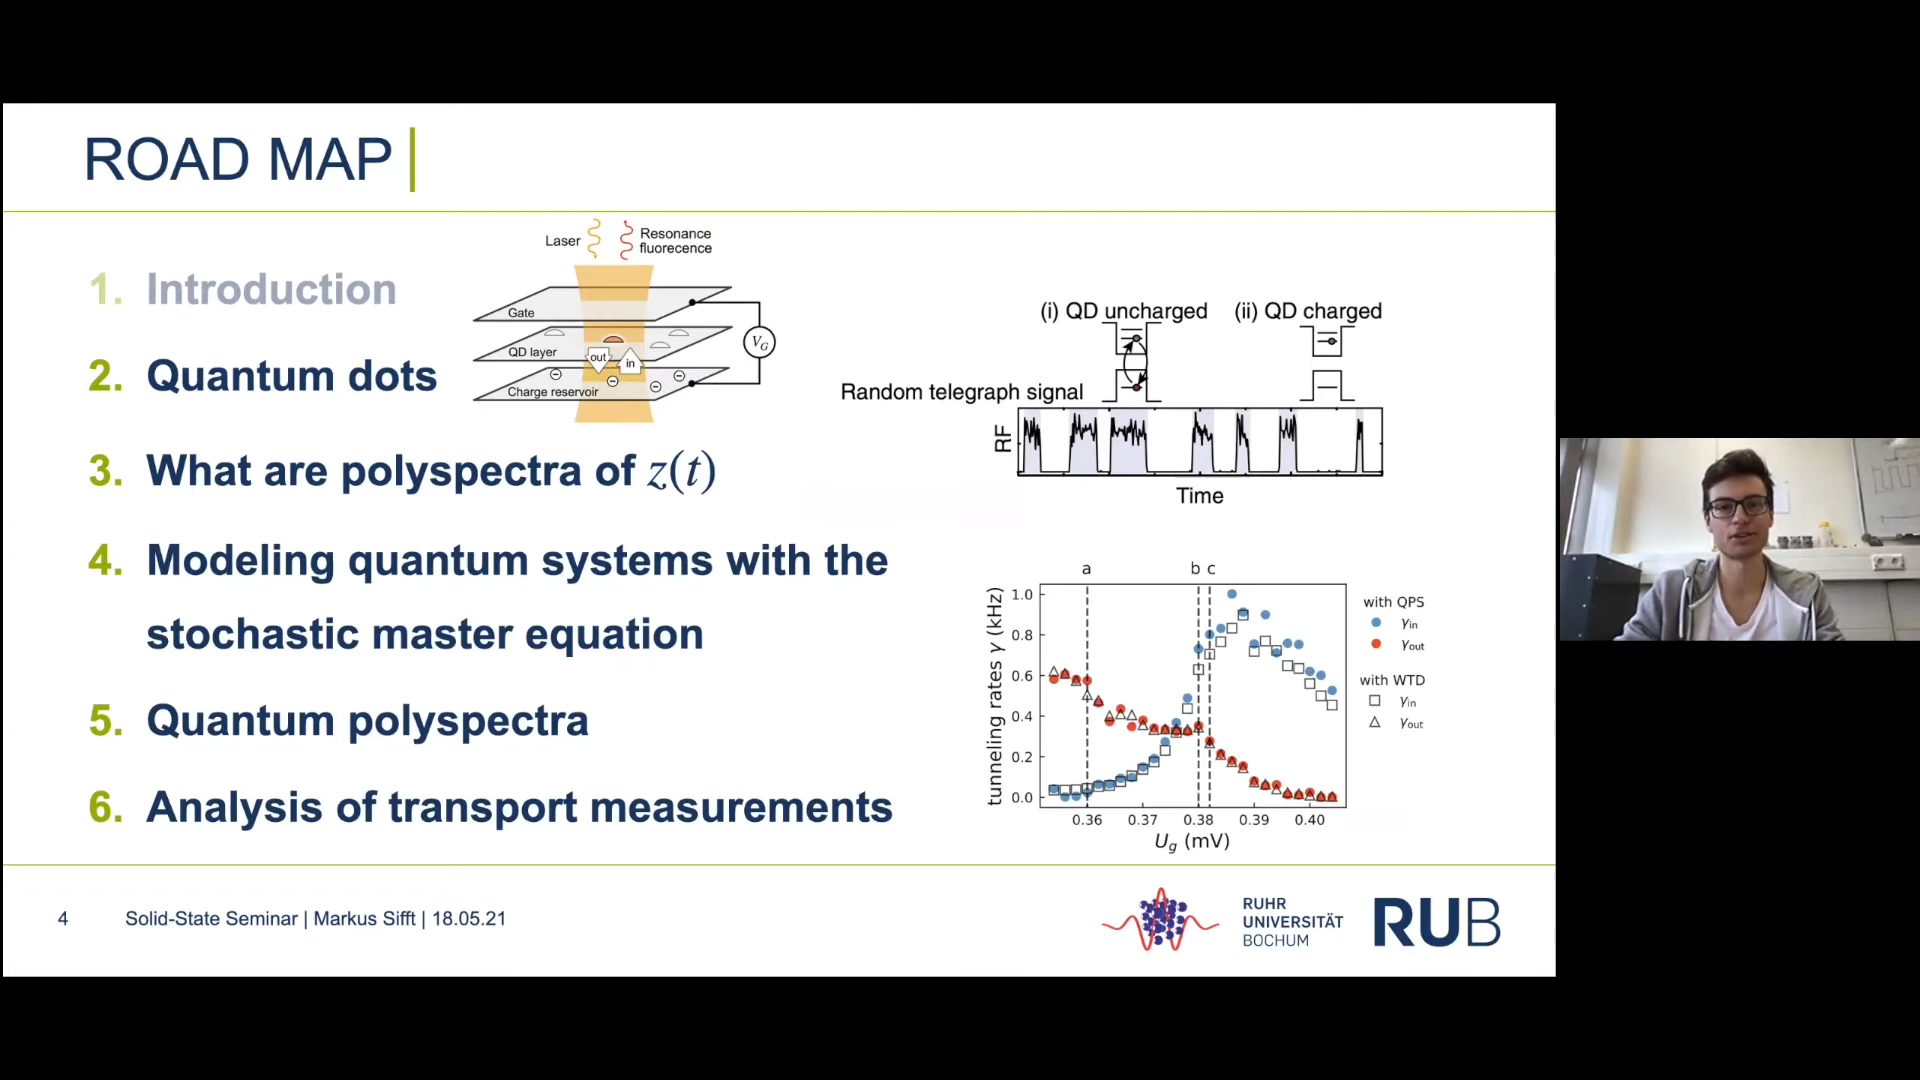 ROAD MAP
1. Introduction
2. Quantum dots
3. What are polyspectra of z(t)
4. Modeling quantum systems with the
stochastic master equation
5. Quantum polyspectra
6. Analysis of transport measurements
Laser
Resonance
fluorecence
Gate
QD layer
out
in
Charge reservoir
V_G
(i) QD uncharged
(ii) QD charged
Random telegraph signal
RF
Time
a
b
c
tunneling rates γ (kHz)
1.0
0.8
0.6
0.4
0.2
0.0
0.36 0.37 0.38 0.39 0.40
U_g (mV)
with QPS
γ_in
γ_out
with WTD
γ_in
γ_out
4
Solid-State Seminar | Markus Sifft | 18.05.21
RUHR
UNIVERSITÄT
BOCHUM
RUB